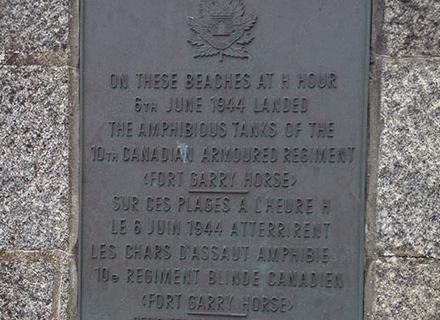 ON THESE BEACHES AT H HOUR
6TH JUNE 1944 LANDED
THE AMPHIBIOUS TANKS OF THE
10TH CANADIAN ARMOURED REGIMENT
<FORT GARRY HORSE>
SUR CES PLAGES A L'HEURE H
LE 6 JUIN 1944 ATTERRIRENT
LES CHARS D'ASSAUT AMPHIBIE
10e REGIMENT BLINDE CANADIEN
<FORT GARRY HORSE>